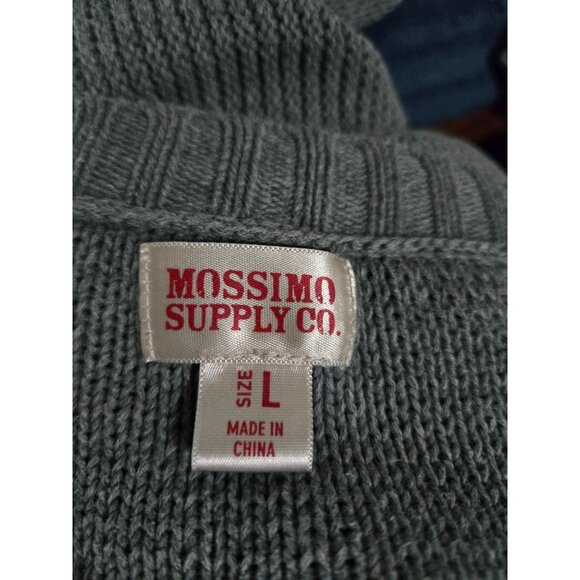 MOSSIMO
SUPPLY CO.
SIZE L
MADE IN
CHINA